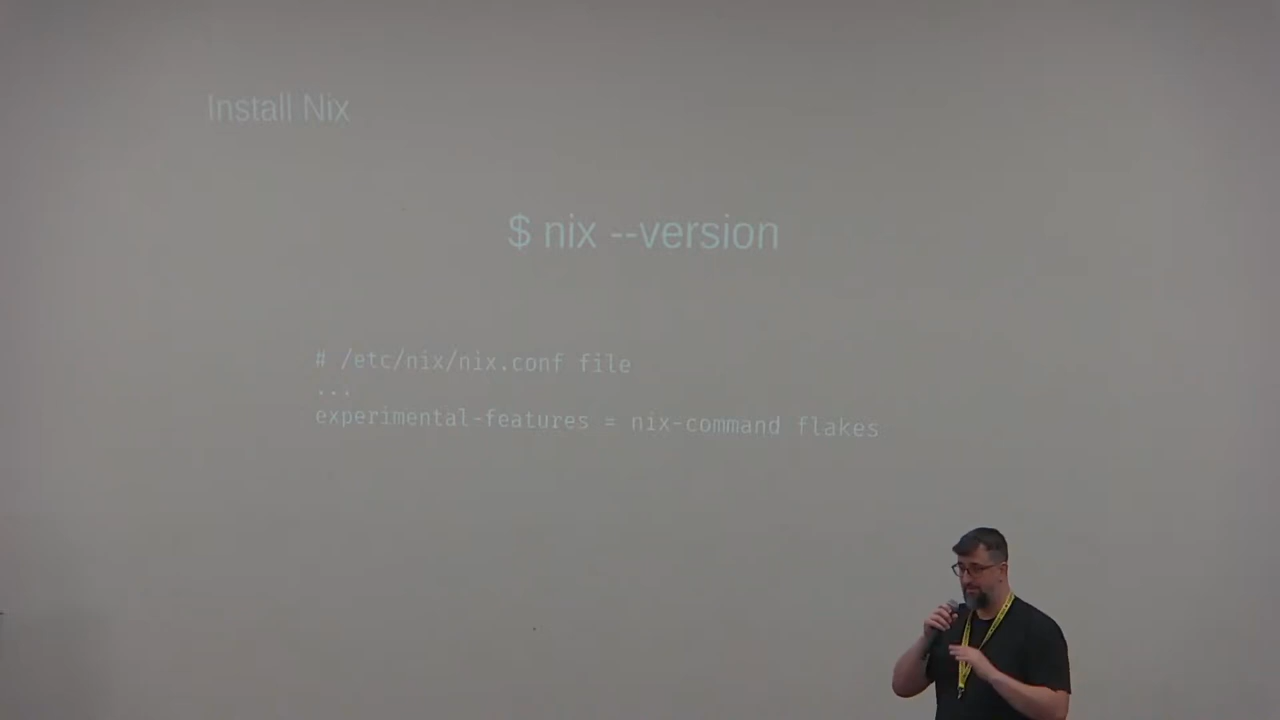 Install Nix
$ nix --version
# /etc/nix/nix.conf file
...
experimental-features = nix-command flakes